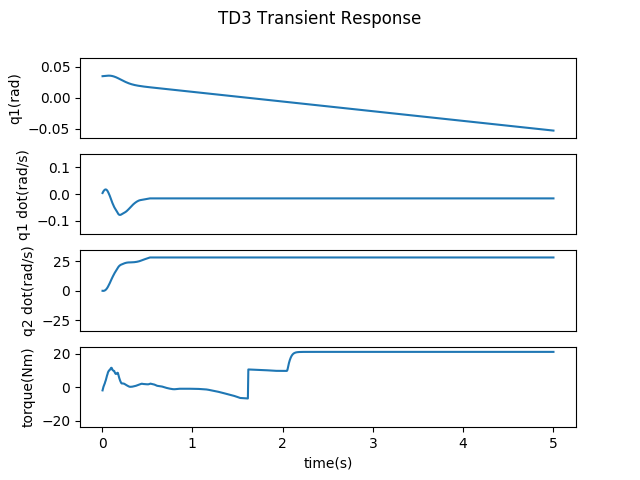 TD3 Transient Response
q1(rad)
0.05
0.00
−0.05
q1 dot(rad/s)
0.1
0.0
−0.1
q2 dot(rad/s)
25
0
−25
torque(Nm)
20
0
−20
0 1 2 3 4 5
time(s)